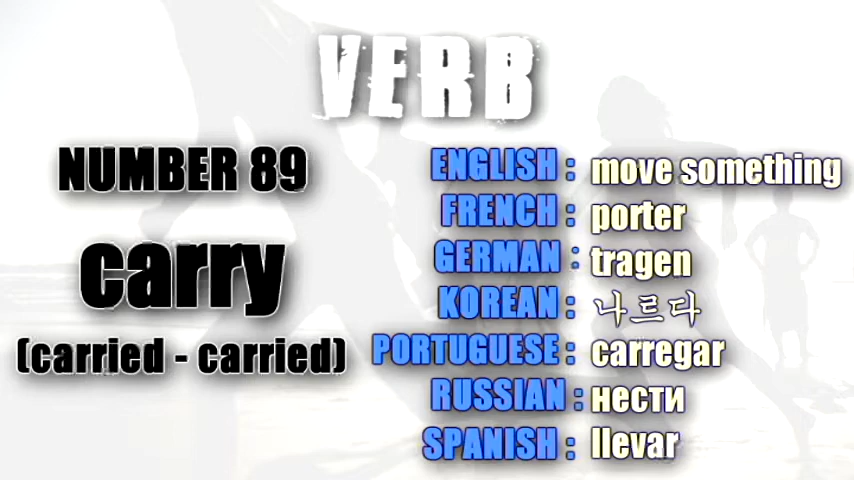 VERB
NUMBER 89
carry
(carried - carried)
ENGLISH : move something
FRENCH : porter
GERMAN : tragen
KOREAN : 나르다
PORTUGUESE : carregar
RUSSIAN : нести
SPANISH : llevar